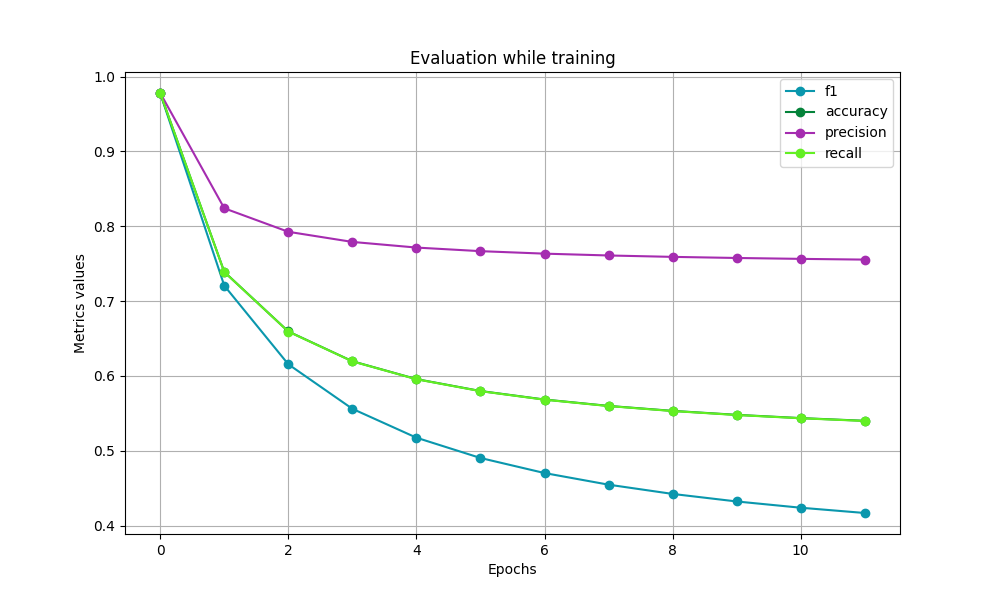 Evaluation while training
1.0
0.9
0.8
0.7
0.6
0.5
0.4
Metrics values
f1
accuracy
precision
recall
0 2 4 6 8 10
Epochs